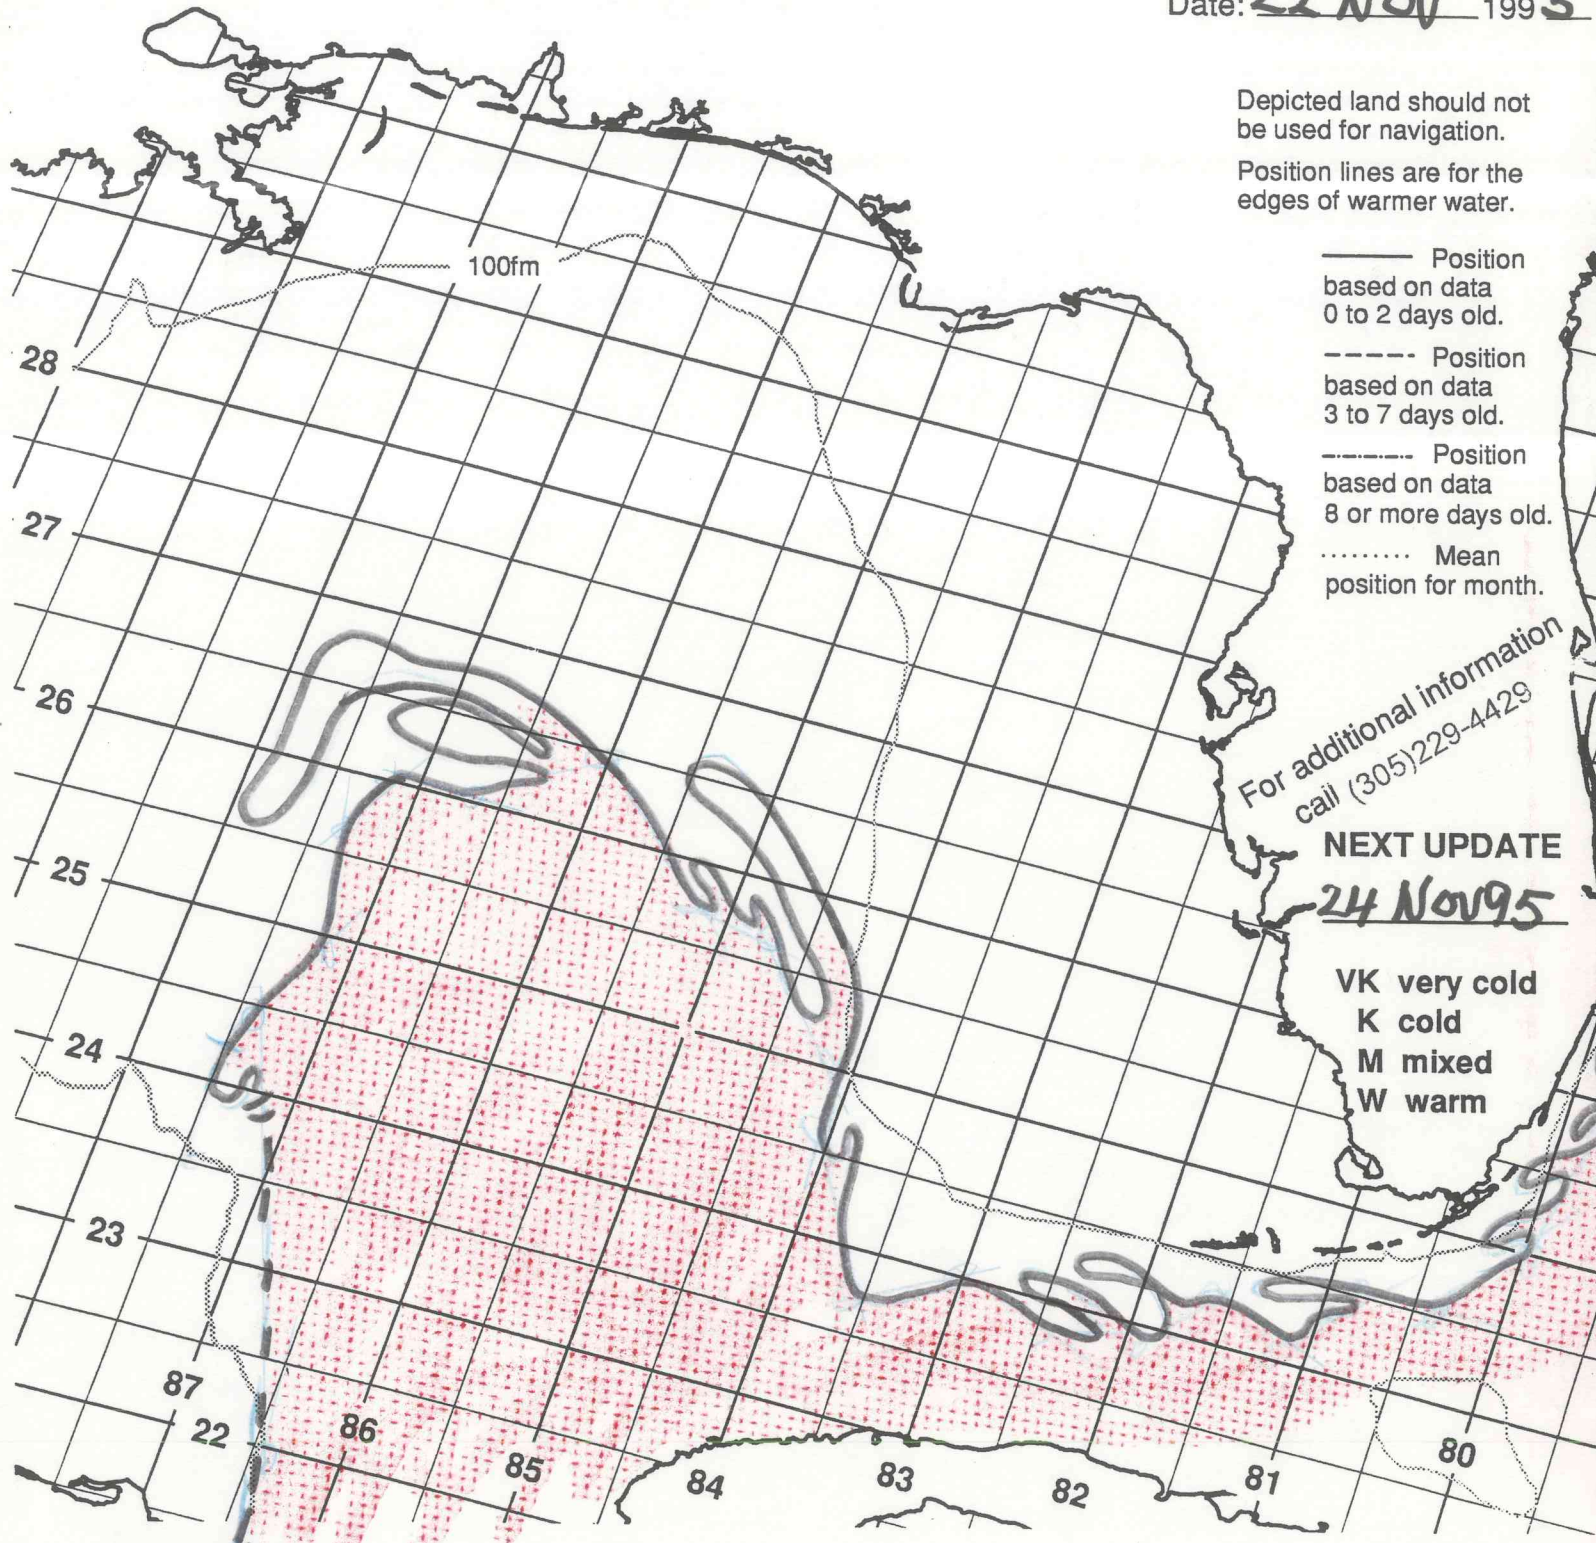 Date: 22 NOV 1995
Depicted land should not
be used for navigation.
Position lines are for the
edges of warmer water.
Position
based on data
0 to 2 days old.
Position
based on data
3 to 7 days old.
Position
based on data
8 or more days old.
Mean
position for month.
For additional information
call (305)229-4429
NEXT UPDATE
24 NOV95
VK very cold
K cold
M mixed
W warm
100fm
28
27
26
25
24
23
22
87
86
85
84
83
82
81
80